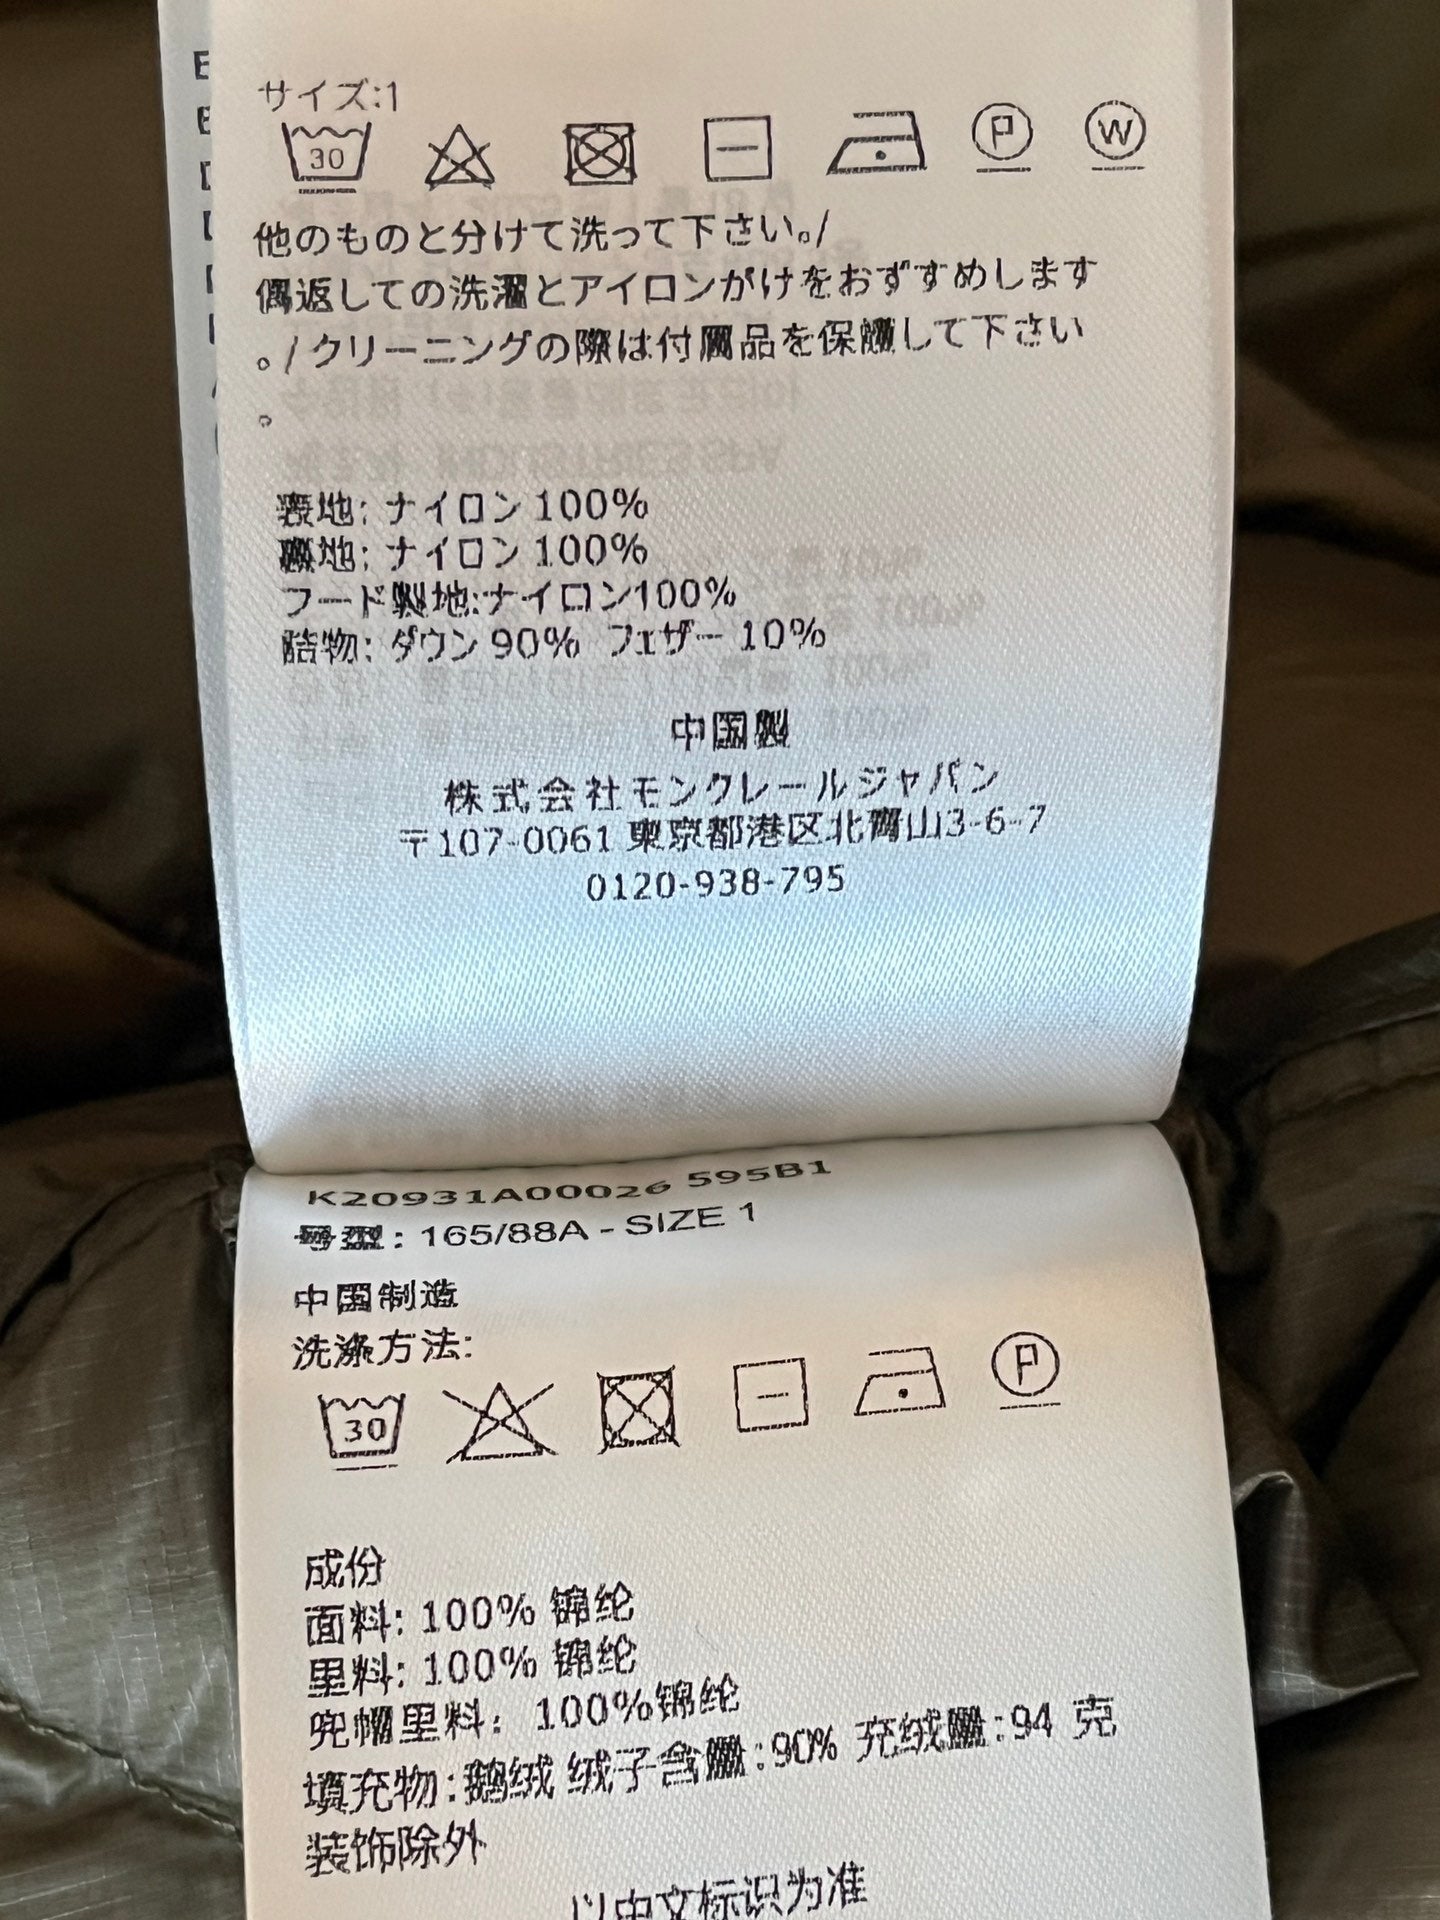 サイズ:1
30 P W
他のものと分けて洗って下さい。/
裏返しての洗濯とアイロンがけをおすすめします
。/クリーニングの際は付属品を保護して下さい
。
表地: ナイロン 100%
裏地: ナイロン 100%
フード裏地:ナイロン100%
詰物: ダウン 90% フェザー 10%
中国製
株式会社モンクレールジャパン
〒107-0061 東京都港区北青山3-6-7
0120-938-795
K20931A00026 595B1
号型: 165/88A - SIZE 1
中国制造
洗涤方法:
30 P
成份
面料: 100% 锦纶
里料: 100% 锦纶
兜帽里料: 100%锦纶
填充物:鹅绒 绒子含量:90% 充绒量:94 克
装饰除外
以中文标识为准